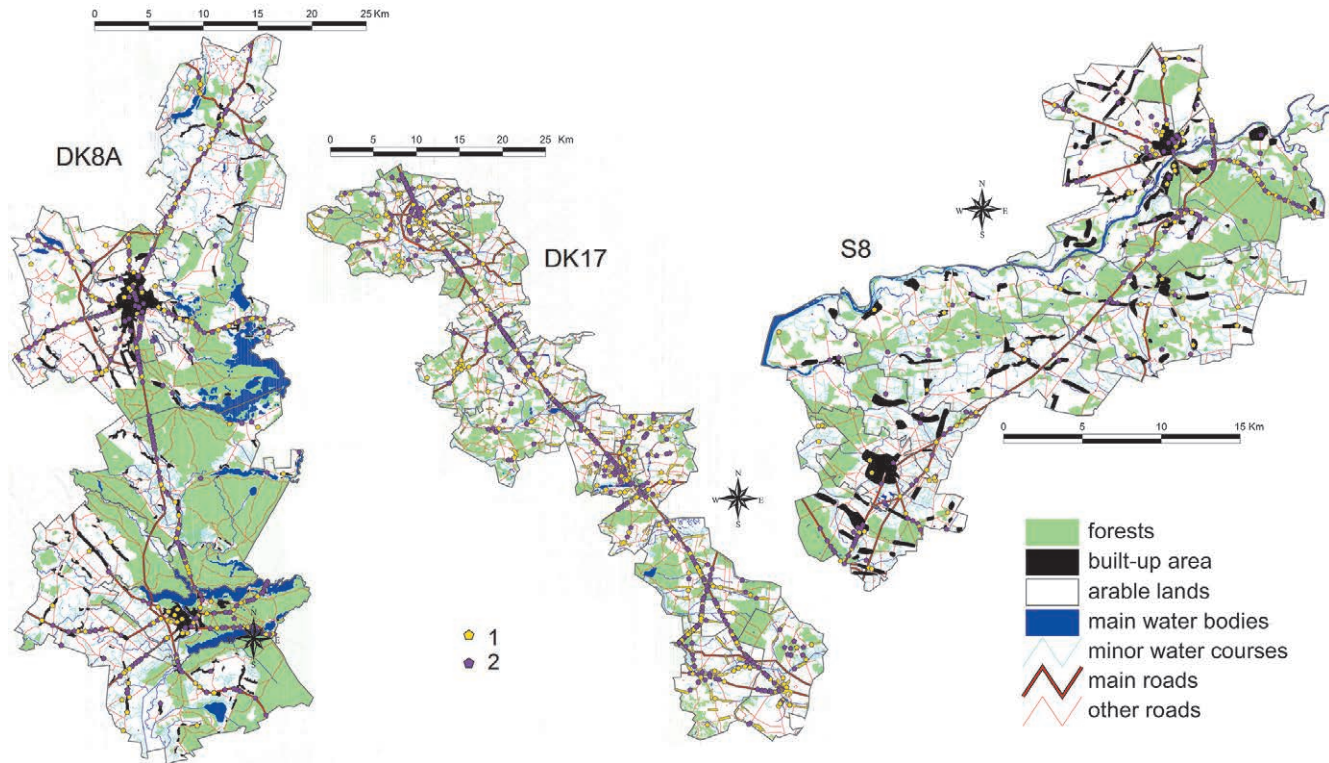 0 5 10 15 20 25 Km
DK8A
0 5 10 15 20 25 Km
DK17
S8
N
W E
S
N
W E
S
N
E
S
0 5 10 15 Km
1
2
forests
built-up area
arable lands
main water bodies
minor water courses
main roads
other roads